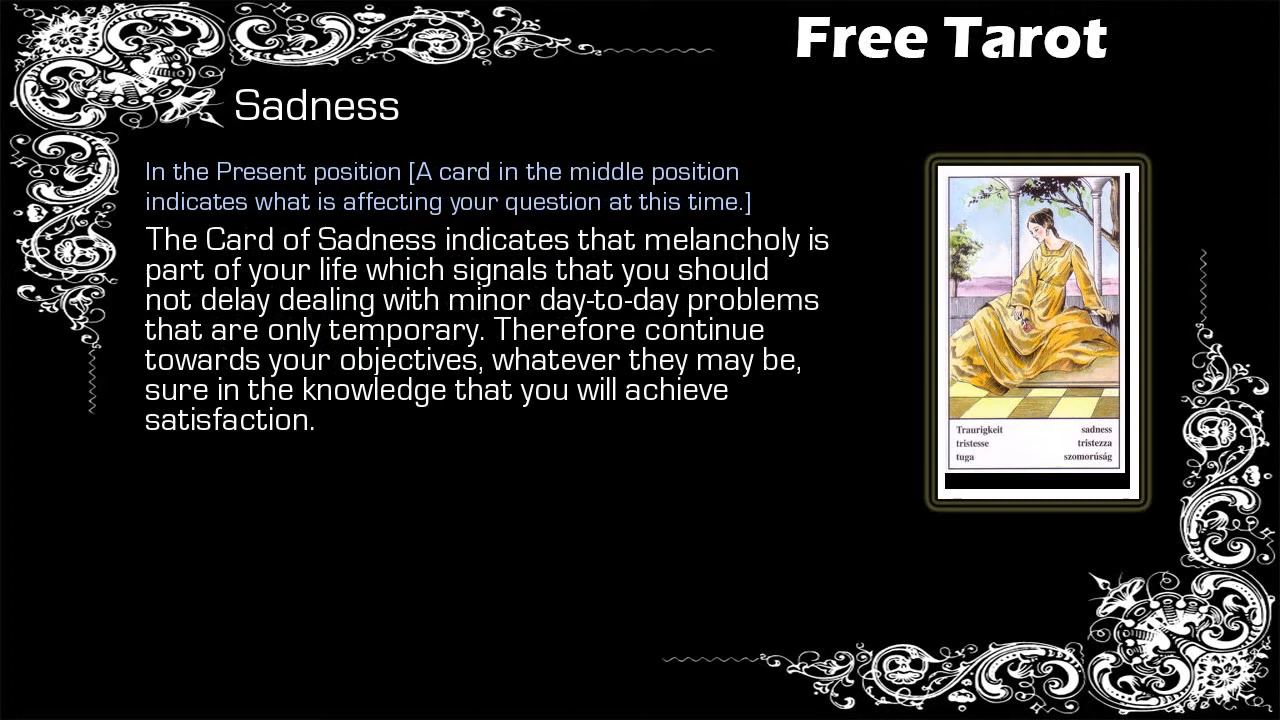 Free Tarot
Sadness
In the Present position [A card in the middle position
indicates what is affecting your question at this time.]
The Card of Sadness indicates that melancholy is
part of your life which signals that you should
not delay dealing with minor day-to-day problems
that are only temporary. Therefore continue
towards your objectives, whatever they may be,
sure in the knowledge that you will achieve
satisfaction.
Traurigkeit sadness
tristesse tristezza
tuga szomorúság